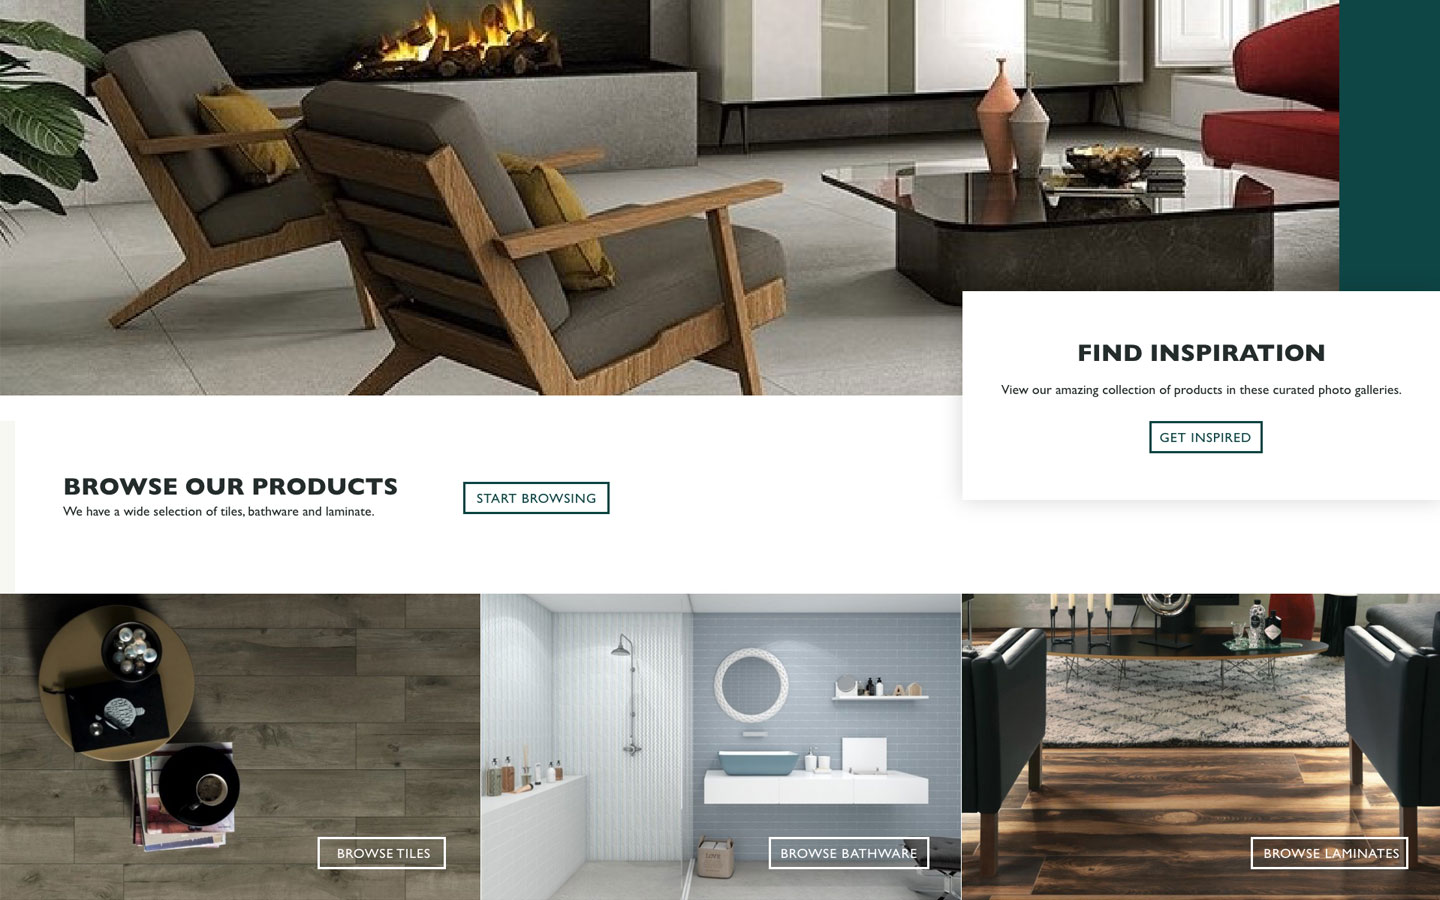 FIND INSPIRATION
View our amazing collection of products in these curated photo galleries.
GET INSPIRED
BROWSE OUR PRODUCTS
We have a wide selection of tiles, bathware and laminate.
START BROWSING
BROWSE TILES
BROWSE BATHWARE
BROWSE LAMINATES